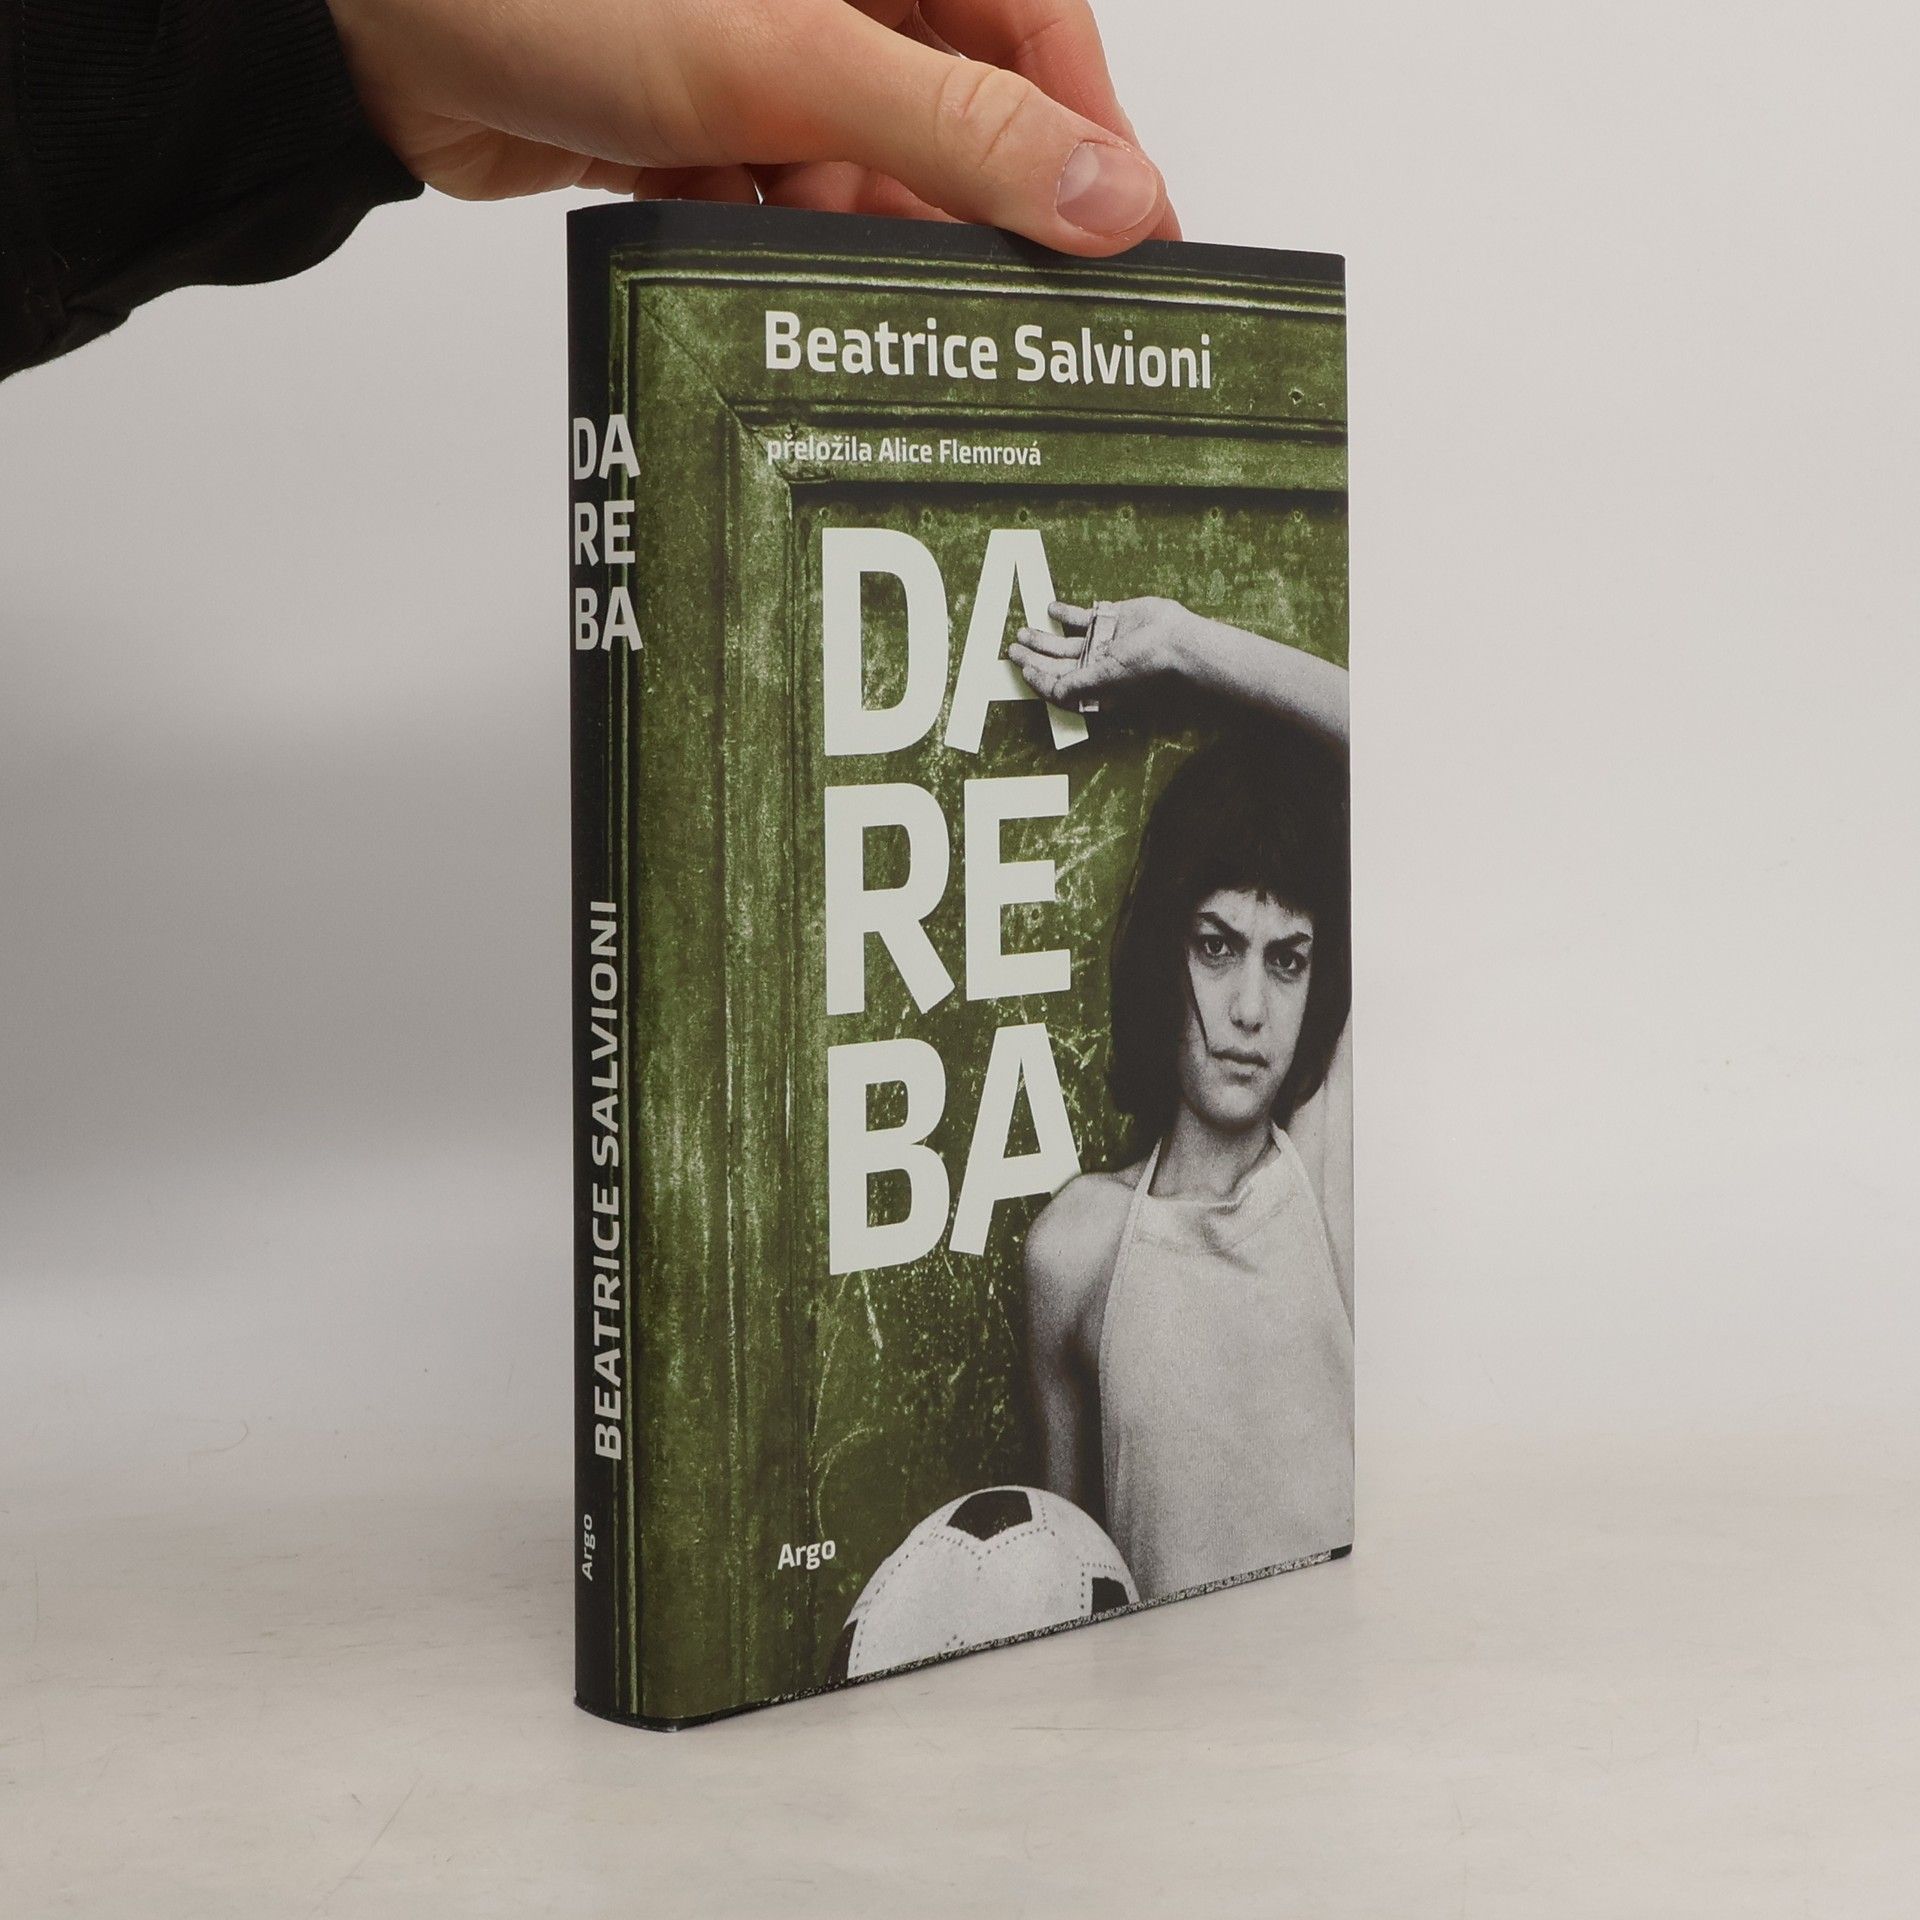 Beatrice Salvioni
přeložila Alice Flemrová
DA
RE
BA
Argo
DA
RE
BA
BEATRICE SALVIONI
Argo